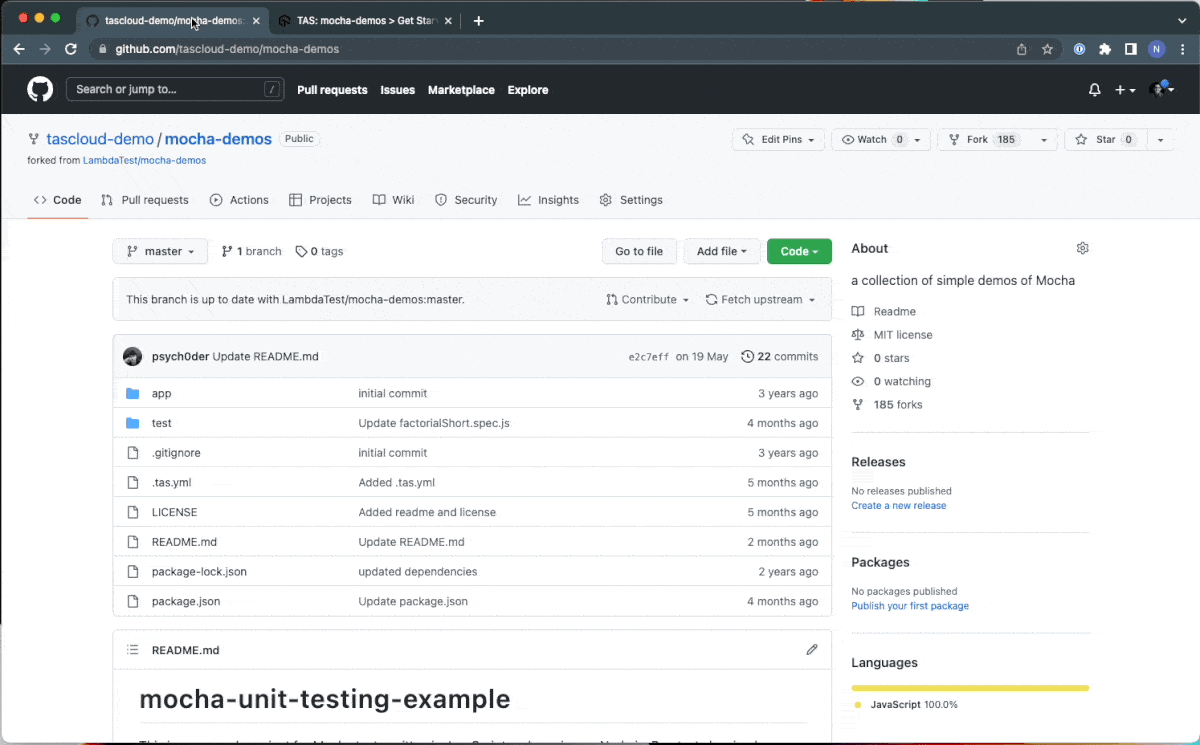 tascloud-demo/mocha-demos: TAS: mocha-demos > Get Star
github.com/tascloud-demo/mocha-demos N
Search or jump to... / Pull requests Issues Marketplace Explore
tascloud-demo / mocha-demos Public Edit Pins Watch 0 Fork 185 Star 0
forked from LambdaTest/mocha-demos
Code Pull requests Actions Projects Wiki Security Insights Settings
master 1 branch 0 tags Go to file Add file Code
This branch is up to date with LambdaTest/mocha-demos:master. Contribute Fetch upstream
psych0der Update README.md e2c7eff on 19 May 22 commits
app initial commit 3 years ago
test Update factorialShort.spec.js 4 months ago
.gitignore initial commit 3 years ago
.tas.yml Added .tas.yml 5 months ago
LICENSE Added readme and license 5 months ago
README.md Update README.md 2 months ago
package-lock.json updated dependencies 2 years ago
package.json Update package.json 4 months ago
README.md
mocha-unit-testing-example
About
a collection of simple demos of Mocha
Readme
MIT license
0 stars
0 watching
185 forks
Releases
No releases published
Create a new release
Packages
No packages published
Publish your first package
Languages
JavaScript 100.0%